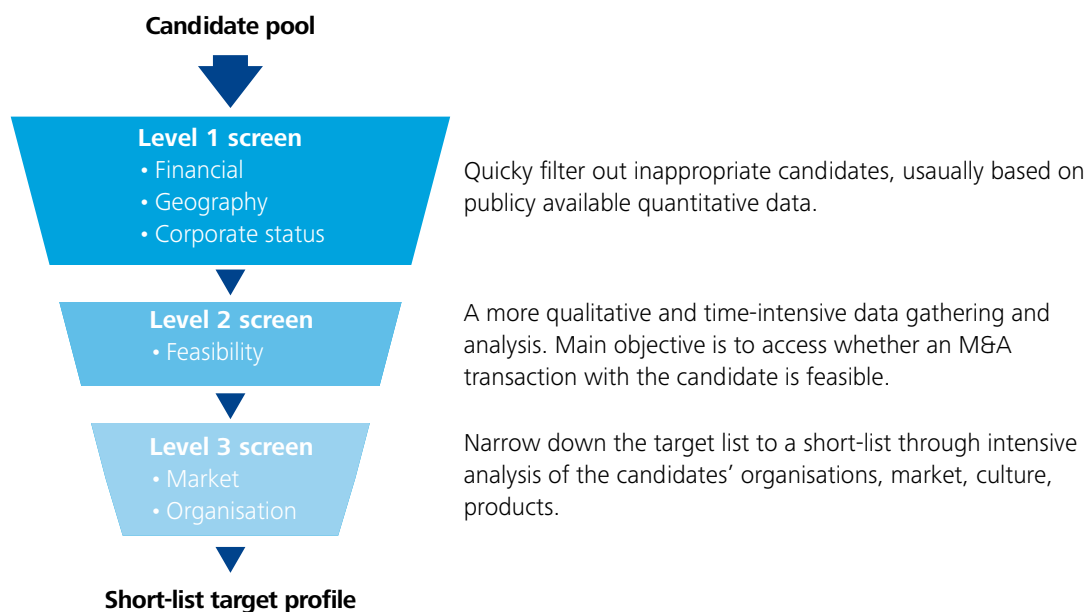 Candidate pool
Level 1 screen
• Financial
• Geography
• Corporate status
Quicky filter out inappropriate candidates, usaually based on
publicy available quantitative data.
Level 2 screen
• Feasibility
A more qualitative and time-intensive data gathering and
analysis. Main objective is to access whether an M&A
transaction with the candidate is feasible.
Level 3 screen
• Market
• Organisation
Narrow down the target list to a short-list through intensive
analysis of the candidates’ organisations, market, culture,
products.
Short-list target profile